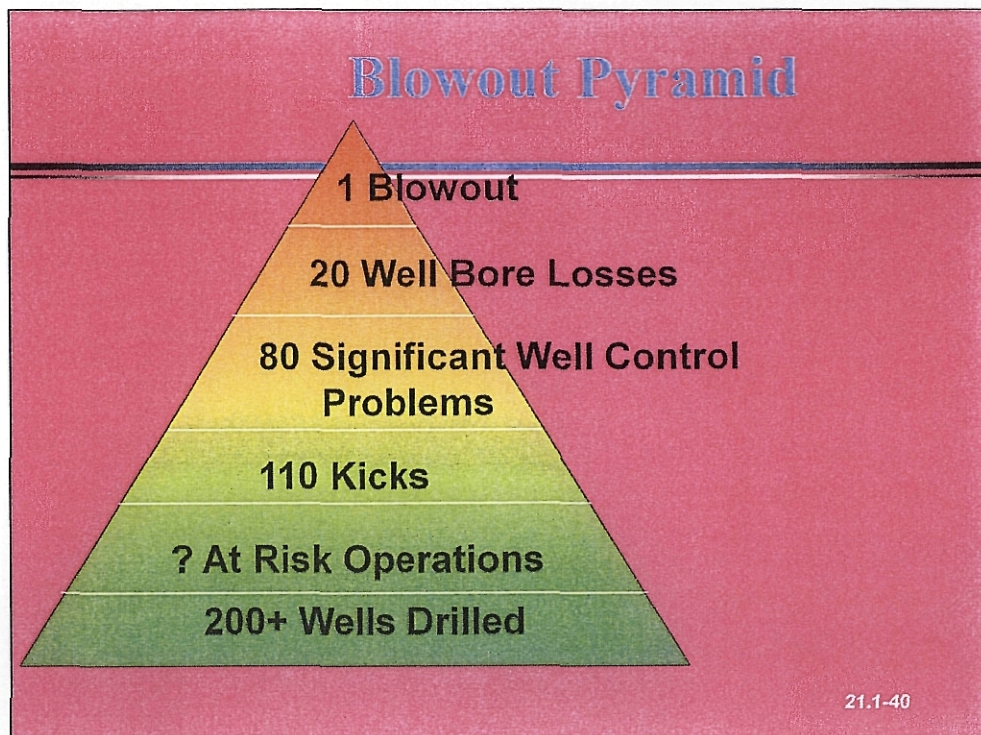 Blowout Pyramid
1 Blowout
20 Well Bore Losses
80 Significant Well Control
Problems
110 Kicks
? At Risk Operations
200+ Wells Drilled
21.1-40